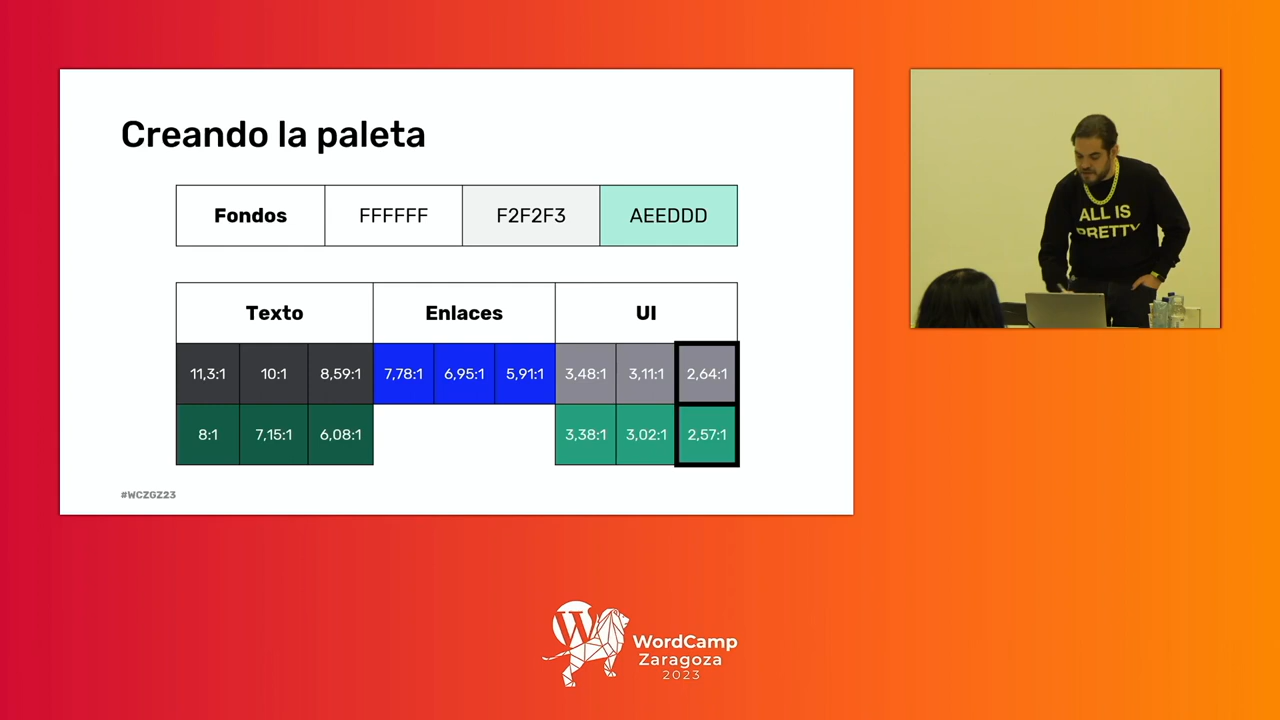 Creando la paleta
Fondos FFFFFF F2F2F3 AEEDDD
Texto Enlaces UI
11,3:1 10:1 8,59:1 7,78:1 6,95:1 5,91:1 3,48:1 3,11:1 2,64:1
8:1 7,15:1 6,08:1 3,38:1 3,02:1 2,57:1
#WCZGZ23
ALL IS
PRETTY
WordCamp
Zaragoza
2023